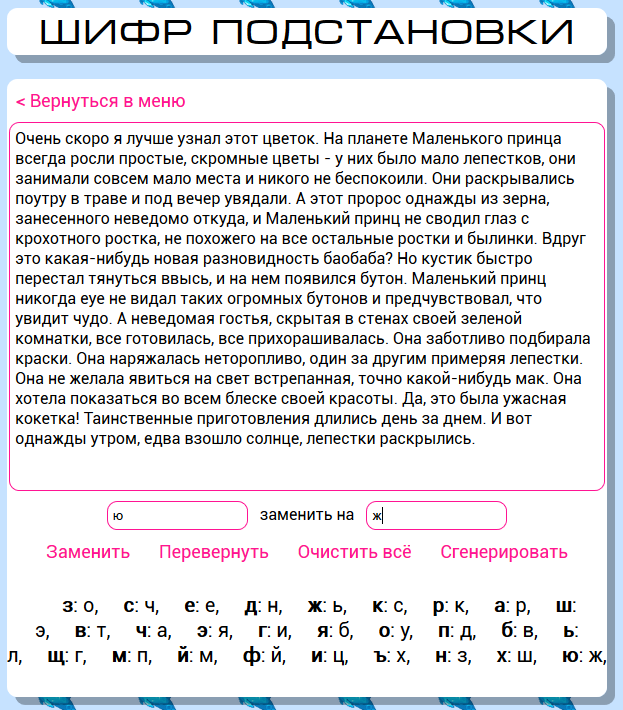 ШИФР ПОДСТАНОВКИ
< Вернуться в меню
Очень скоро я лучше узнал этот цветок. На планете Маленького принца
всегда росли простые, скромные цветы - у них было мало лепестков, они
занимали совсем мало места и никого не беспокоили. Они раскрывались
поутру в траве и под вечер увядали. А этот пророс однажды из зерна,
занесенного неведомо откуда, и Маленький принц не сводил глаз с
крохотного ростка, не похожего на все остальные ростки и былинки. Вдруг
это какая-нибудь новая разновидность баобаба? Но кустик быстро
перестал тянуться ввысь, и на нем появился бутон. Маленький принц
никогда еуе не видал таких огромных бутонов и предчувствовал, что
увидит чудо. А неведомая гостья, скрытая в стенах своей зеленой
комнатки, все готовилась, все прихорашивалась. Она заботливо подбирала
краски. Она наряжалась неторопливо, один за другим примеряя лепестки.
Она не желала явиться на свет встрепанная, точно какой-нибудь мак. Она
хотела показаться во всем блеске своей красоты. Да, это была ужасная
кокетка! Таинственные приготовления длились день за днем. И вот
однажды утром, едва взошло солнце, лепестки раскрылись.
ю заменить на ж
Заменить Перевернуть Очистить всё Сгенерировать
з: о, с: ч, е: е, д: н, ж: ь, к: с, р: к, а: р, ш:
э, в: т, ч: а, э: я, г: и, я: б, о: у, п: д, б: в, ь:
л, щ: г, м: п, й: м, ф: й, и: ц, ъ: х, н: з, х: ш, ю: ж,